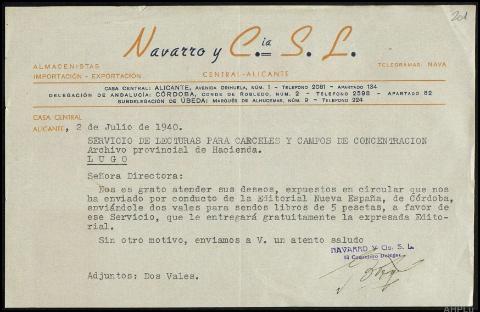 201
Navarro y C.ia S. L.
ALMACENISTAS
IMPORTACIÓN - EXPORTACIÓN
TELEGRAMAS: NAVA
CENTRAL-ALICANTE
CASA CENTRAL: ALICANTE, AVENIDA ORIHUELA, NÚM. 1 - TELÉFONO 2081 - APARTADO 134
DELEGACIÓN DE ANDALUCÍA: CÓRDOBA, CONDE DE ROBLEDO, NÚM. 2 - TELÉFONO 2598 - APARTADO 82
SUBDELEGACIÓN DE ÚBEDA: MARQUÉS DE ALHUCEMAS, NÚM. 9 - TELÉFONO 224
CASA CENTRAL
ALICANTE, 2 de Julio de 1940.
SERVICIO DE LECTURAS PARA CARCELES Y CAMPOS DE CONCENTRACION
Archivo provincial de Hacienda.
L U G O
Señora Directora:
Nos es grato atender sus deseos, expuestos en circular que nos
ha enviado por conducto de la Editorial Nueva España, de Córdoba,
enviándole dos vales para sendos libros de 5 pesetas, a favor de
ese Servicio, que le entregará gratuitamente la expresada Edito-
rial.
Sin otro motivo, enviamos a V. un atento saludo
NAVARRO Y Cía. S. L.
El Consejero Delegado
Adjuntos: Dos Vales.
AHPLU